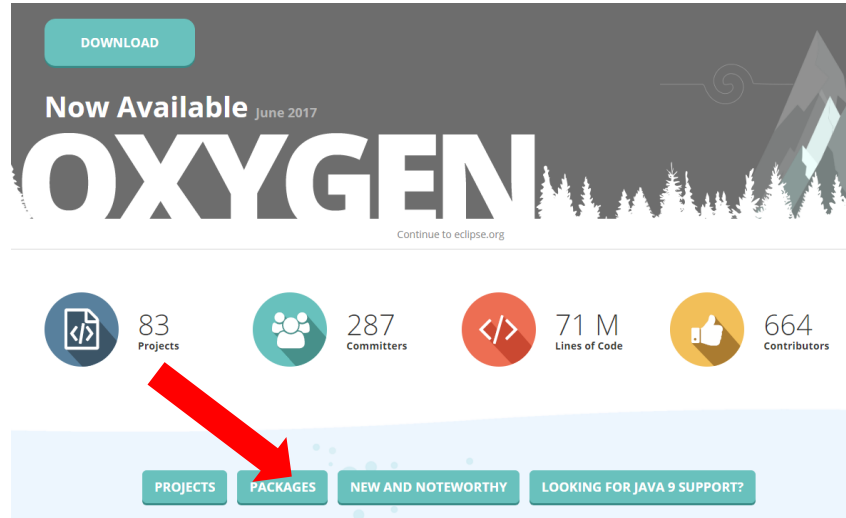 DOWNLOAD
Now Available June 2017
OXYGEN
Continue to eclipse.org
83
Projects
287
Committers
71 M
Lines of Code
664
Contributors
PROJECTS
PACKAGES
NEW AND NOTEWORTHY
LOOKING FOR JAVA 9 SUPPORT?